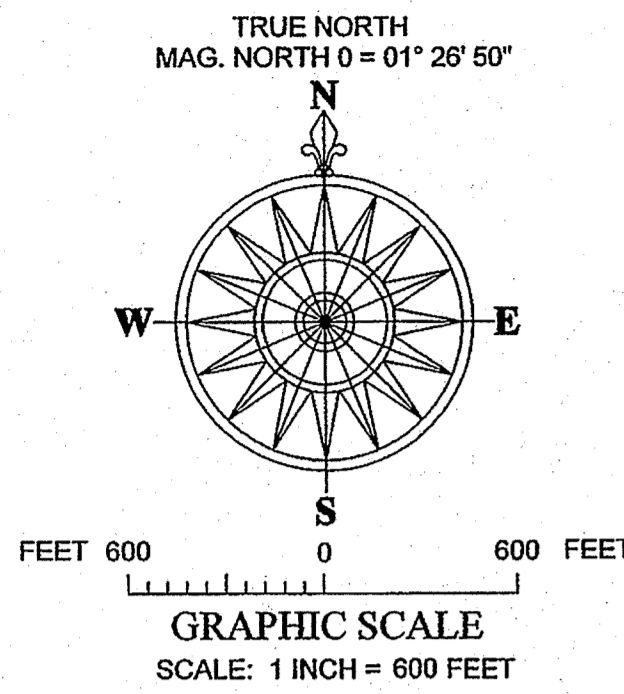 TRUE NORTH
MAG. NORTH 0 = 01° 26' 50"
N
W E
S
FEET 600 0 600 FEET
GRAPHIC SCALE
SCALE: 1 INCH = 600 FEET